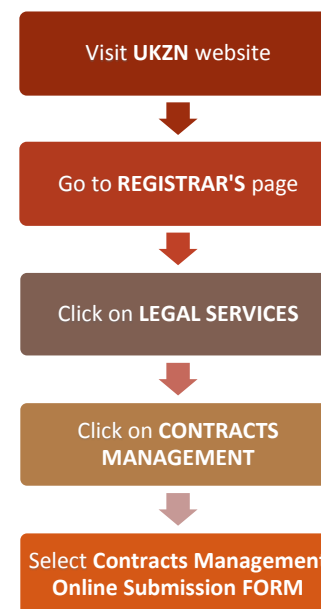 Visit UKZN website
Go to REGISTRAR'S page
Click on LEGAL SERVICES
Click on CONTRACTS
MANAGEMENT
Select Contracts Management
Online Submission FORM